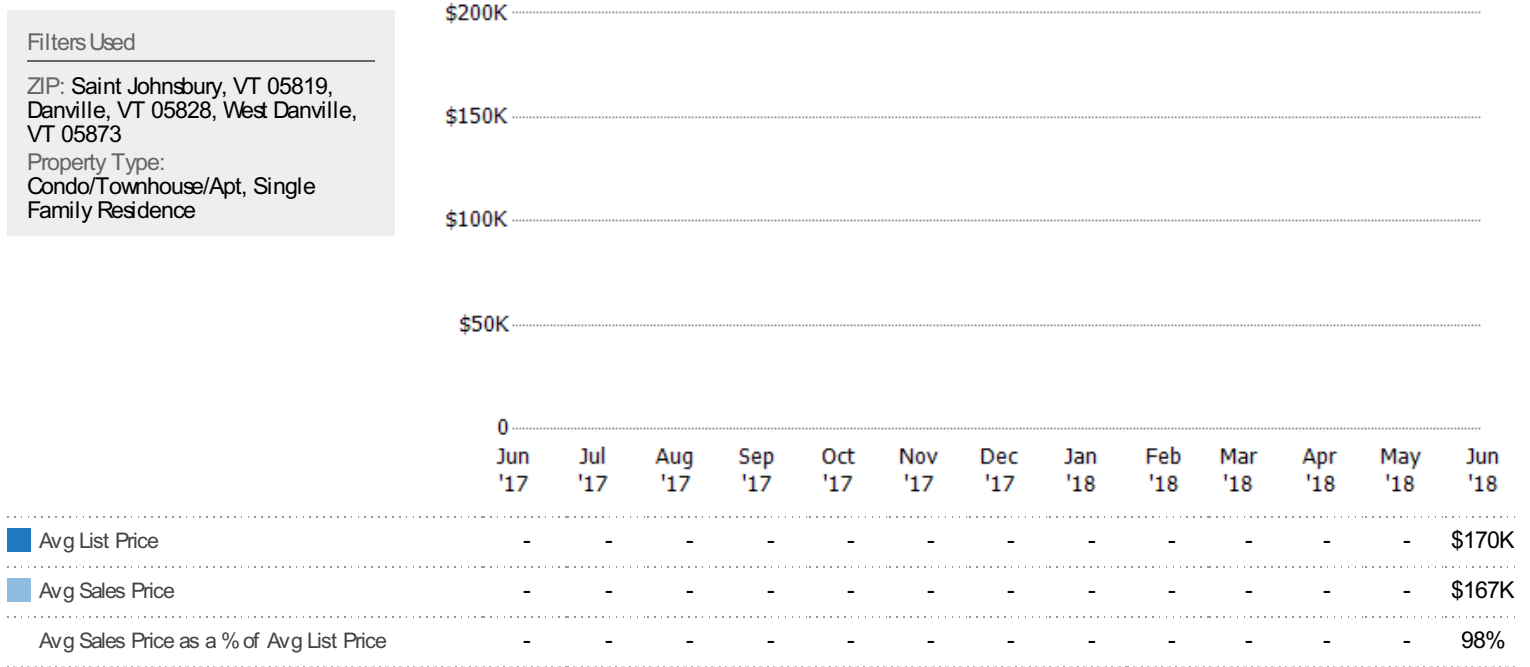 Filters Used
ZIP: Saint Johnsbury, VT 05819,
Danville, VT 05828, West Danville,
VT 05873
Property Type:
Condo/Townhouse/Apt, Single
Family Residence
$200K
$150K
$100K
$50K
0
Jun Jul Aug Sep Oct Nov Dec Jan Feb Mar Apr May Jun
'17 '17 '17 '17 '17 '17 '17 '18 '18 '18 '18 '18 '18
Avg List Price - - - - - - - - - - - - $170K
Avg Sales Price - - - - - - - - - - - - $167K
Avg Sales Price as a % of Avg List Price - - - - - - - - - - - - 98%